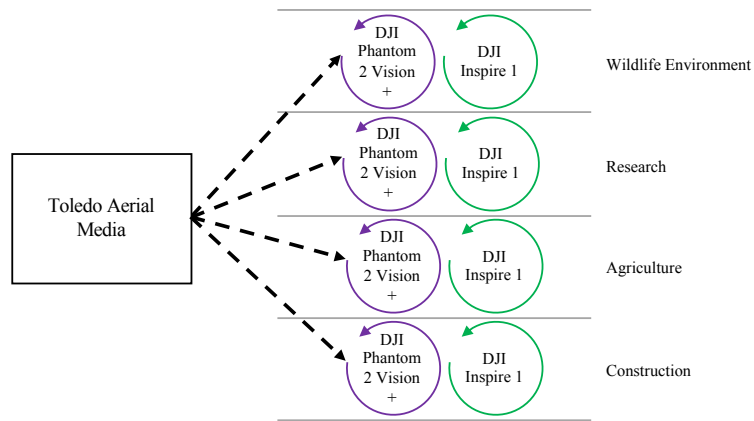 Toledo Aerial
Media
DJI
Phantom
2 Vision
+
DJI
Inspire 1
Wildlife Environment
DJI
Phantom
2 Vision
+
DJI
Inspire 1
Research
DJI
Phantom
2 Vision
+
DJI
Inspire 1
Agriculture
DJI
Phantom
2 Vision
+
DJI
Inspire 1
Construction